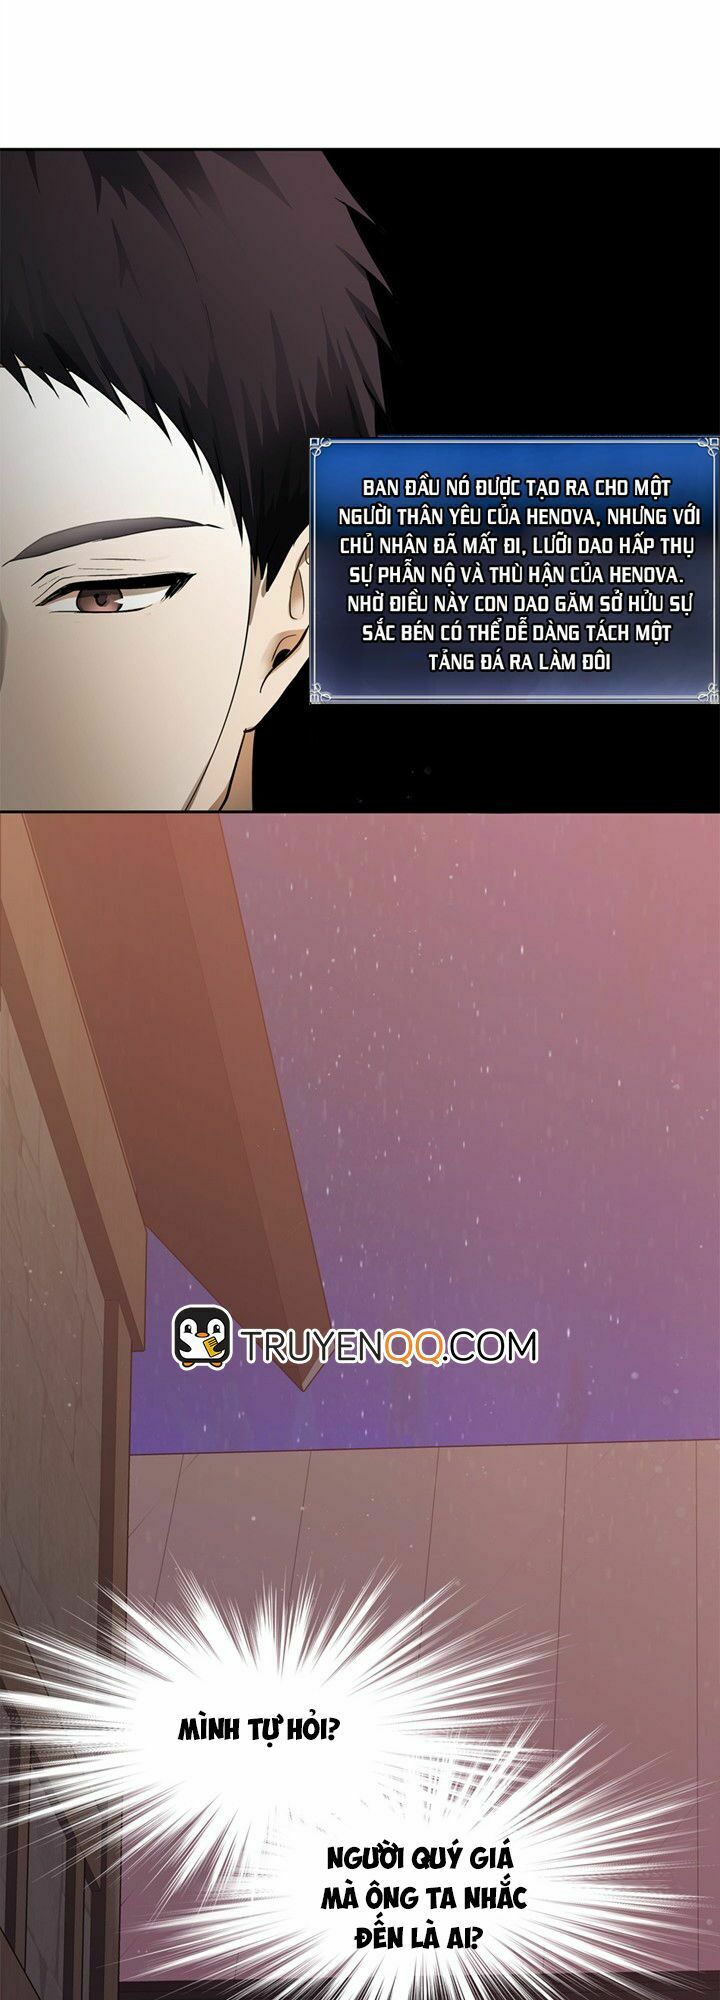 BAN ĐẦU NÓ ĐƯỢC TẠO RA CHO MỘT
NGƯỜI THÂN YÊU CỦA HENOVA, NHƯNG VỚI
CHỦ NHÂN ĐÃ MẤT ĐI, LƯỠI DAO HẤP THỤ
SỰ PHẪN NỘ VÀ THÙ HẬN CỦA HENOVA.
NHỜ ĐIỀU NÀY CON DAO GĂM SỞ HỮU SỰ
SẮC BÉN CÓ THỂ DỄ DÀNG TÁCH MỘT
TẢNG ĐÁ RA LÀM ĐÔI
TRUYENQQ.COM
MÌNH TỰ HỎI?
NGƯỜI QUÝ GIÁ
MÀ ÔNG TA NHẮC
ĐẾN LÀ AI?